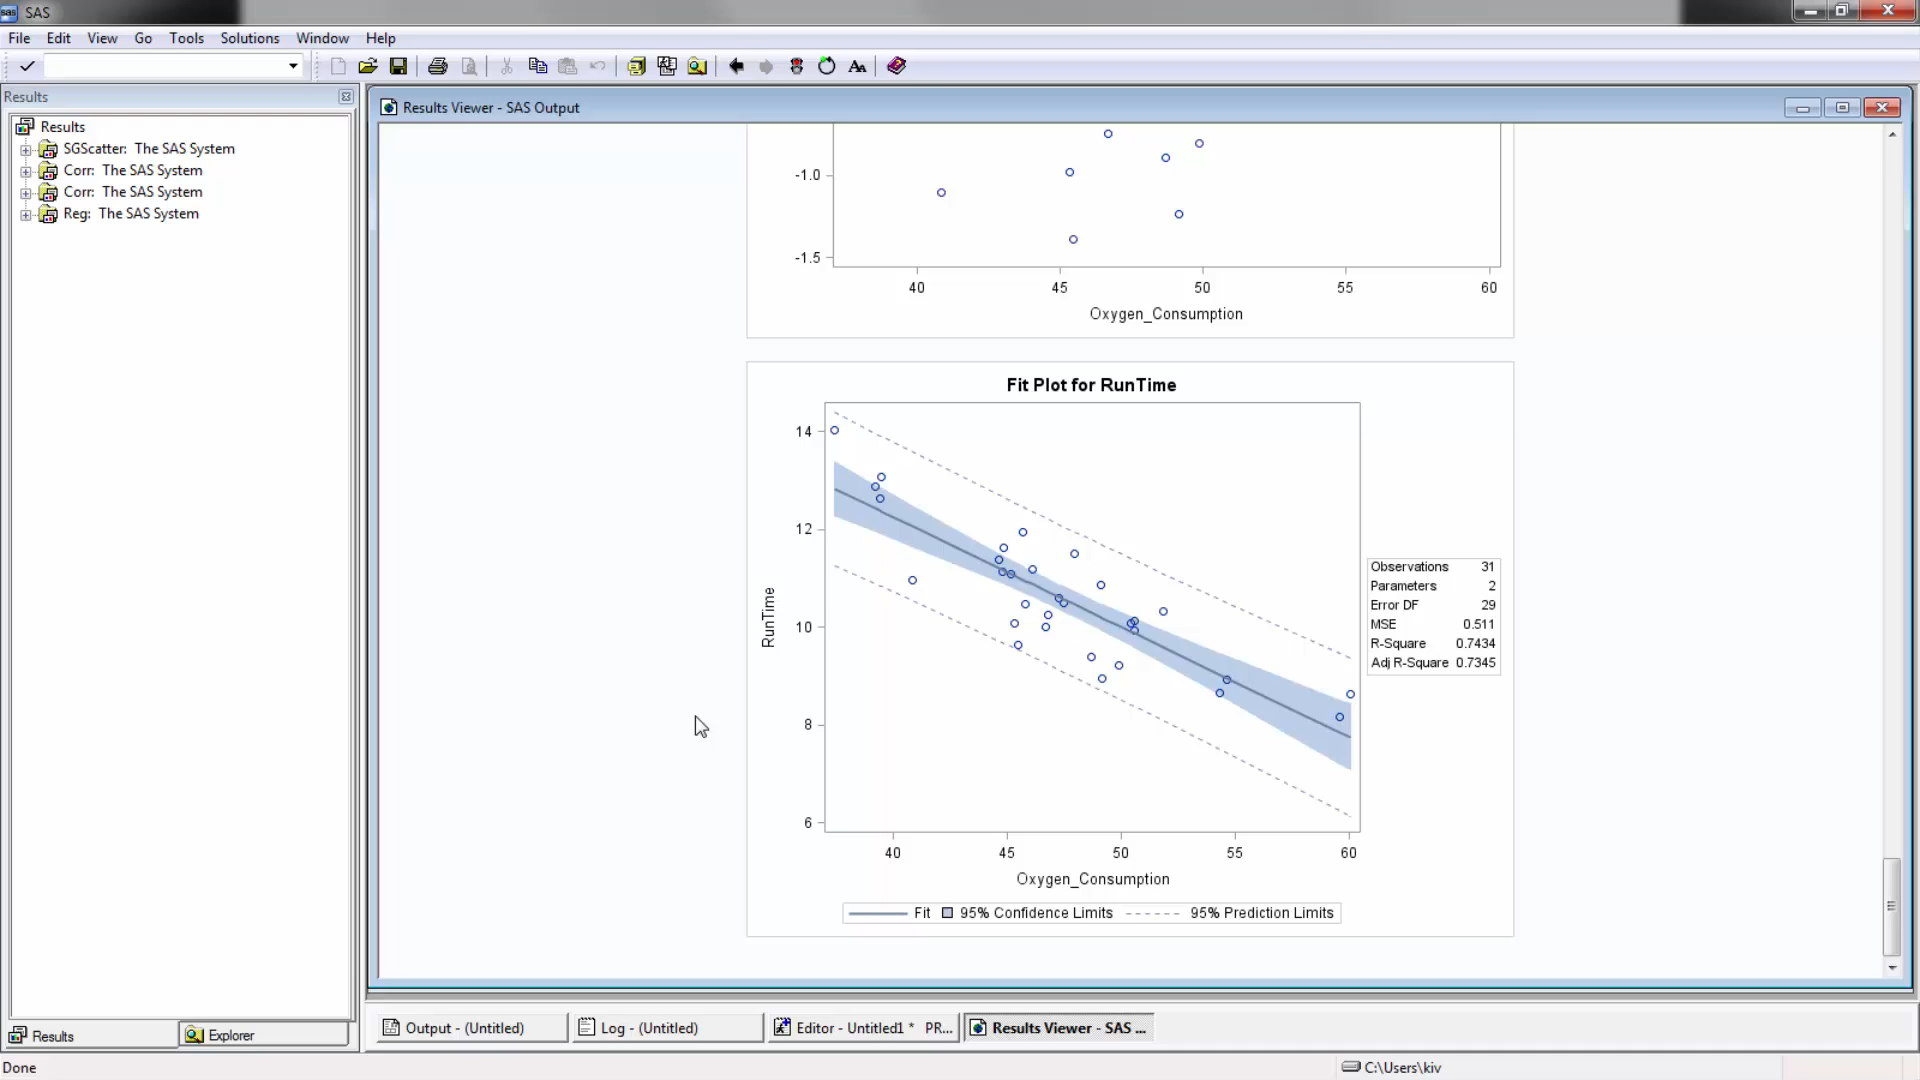 SAS
File Edit View Go Tools Solutions Window Help
Results
Results Viewer - SAS Output
Results
SGScatter: The SAS System
Corr: The SAS System
Corr: The SAS System
Reg: The SAS System
-1.0
-1.5
40 45 50 55 60
Oxygen_Consumption
Fit Plot for RunTime
14
12
10
8
6
RunTime
Observations 31
Parameters 2
Error DF 29
MSE 0.511
R-Square 0.7434
Adj R-Square 0.7345
40 45 50 55 60
Oxygen_Consumption
Fit 95% Confidence Limits 95% Prediction Limits
Results Explorer
Output - (Untitled) Log - (Untitled) Editor - Untitled1 * PR... Results Viewer - SAS ...
Done C:\Users\kiv